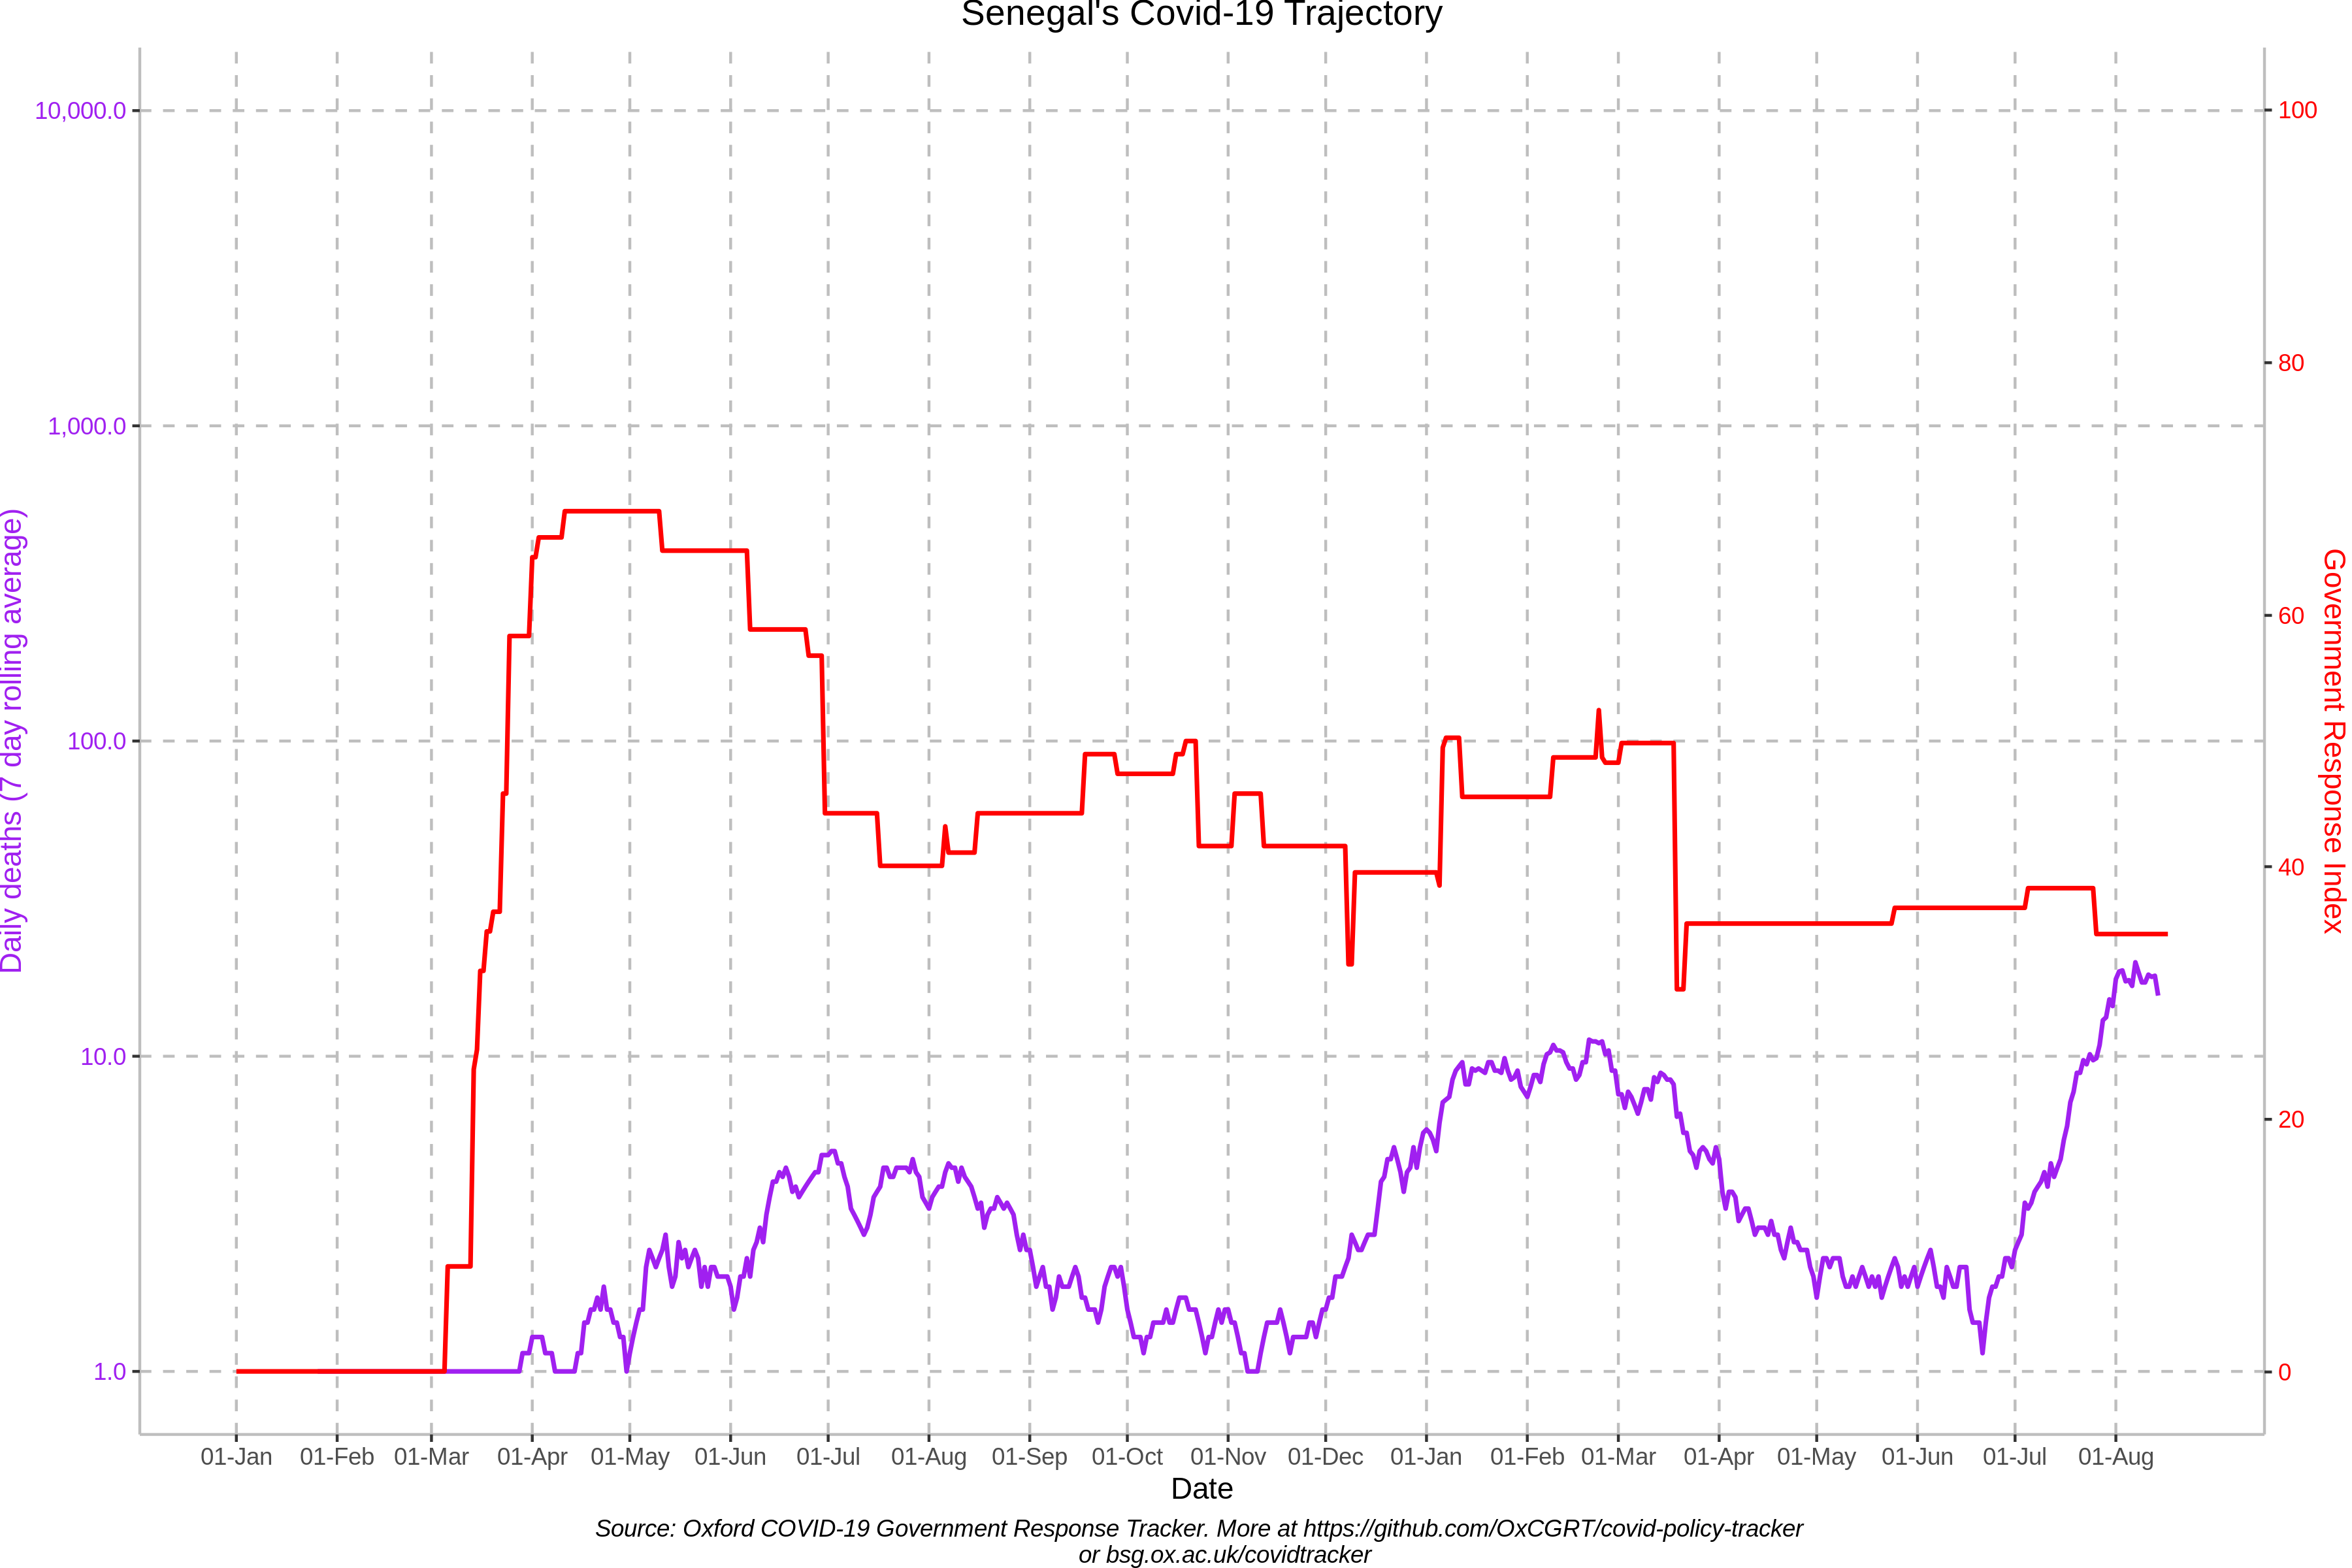 Senegal's Covid-19 Trajectory
10,000.0
1,000.0
100.0
10.0
1.0
Daily deaths (7 day rolling average)
100
80
60
40
20
0
Government Response Index
01-Jan 01-Feb 01-Mar 01-Apr 01-May 01-Jun 01-Jul 01-Aug 01-Sep 01-Oct 01-Nov 01-Dec 01-Jan 01-Feb 01-Mar 01-Apr 01-May 01-Jun 01-Jul 01-Aug
Date
Source: Oxford COVID-19 Government Response Tracker. More at https://github.com/OxCGRT/covid-policy-tracker
or bsg.ox.ac.uk/covidtracker